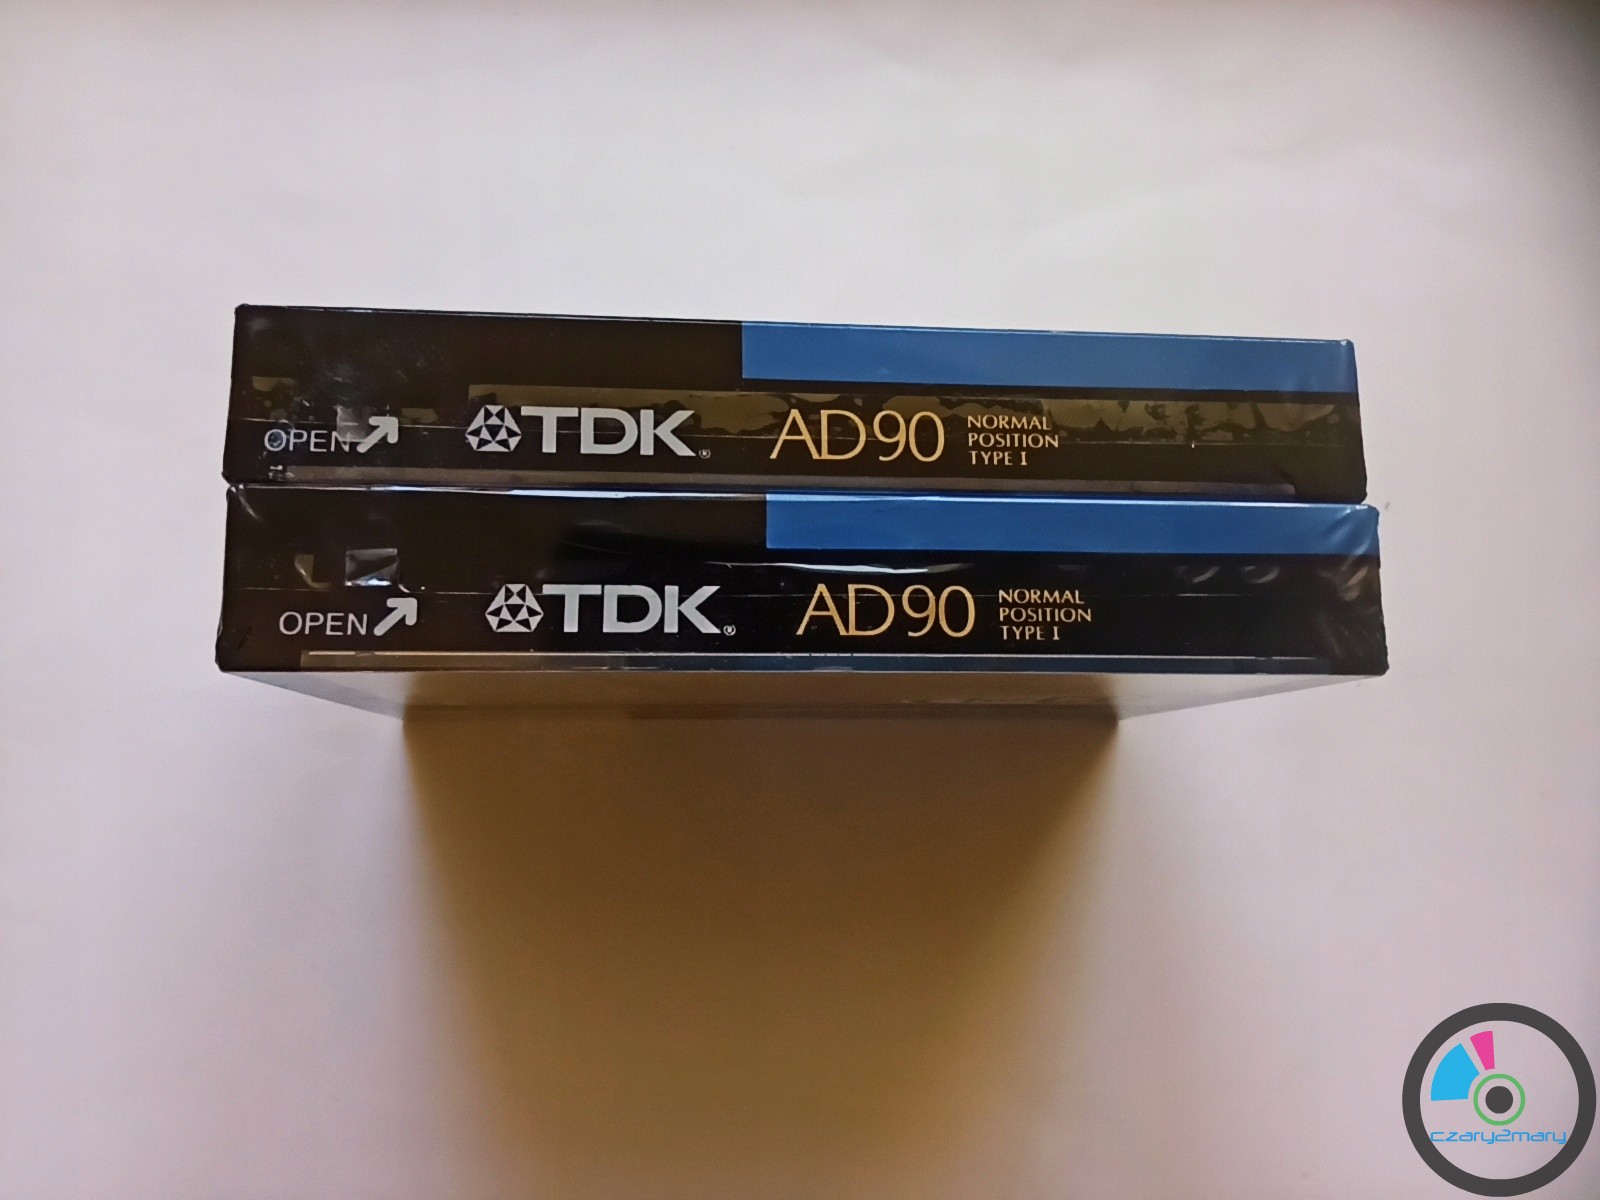 OPEN
TDK®
AD90
NORMAL
POSITION
TYPE I
OPEN
TDK®
AD90
NORMAL
POSITION
TYPE I
czary2mary